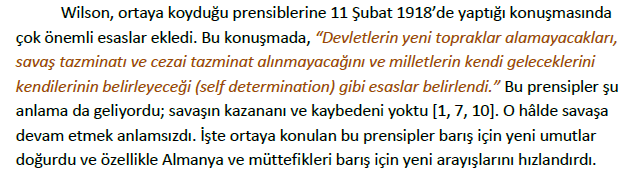 Wilson, ortaya koyduğu prensiblerine 11 Şubat 1918’de yaptığı konuşmasında
çok önemli esaslar ekledi. Bu konuşmada, “Devletlerin yeni topraklar alamayacakları,
savaş tazminatı ve cezai tazminat alınmayacağını ve milletlerin kendi geleceklerini
kendilerinin belirleyeceği (self determination) gibi esaslar belirlendi.” Bu prensipler şu
anlama da geliyordu; savaşın kazananı ve kaybedeni yoktu [1, 7, 10]. O hâlde savaşa
devam etmek anlamsızdı. İşte ortaya konulan bu prensipler barış için yeni umutlar
doğurdu ve özellikle Almanya ve müttefikleri barış için yeni arayışlarını hızlandırdı.